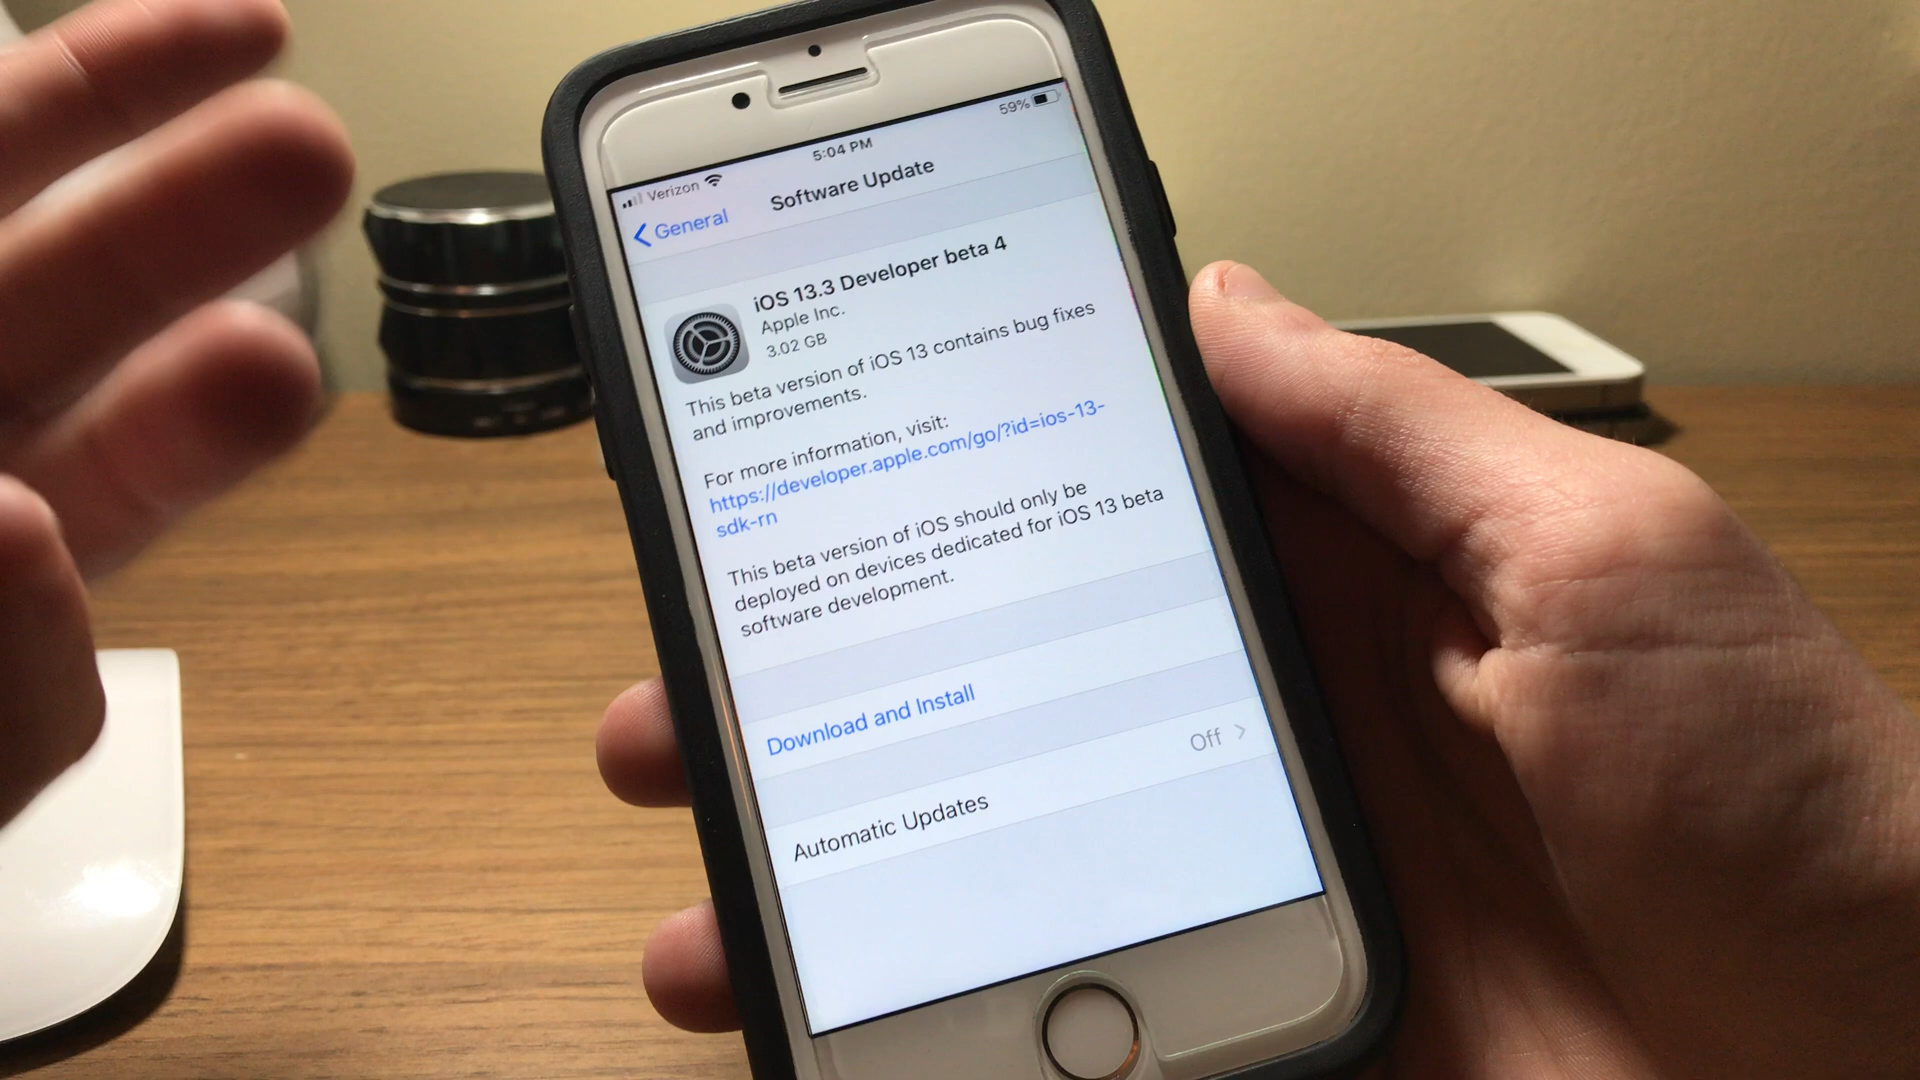 59%
5:04 PM
Verizon
General
Software Update
iOS 13.3 Developer beta 4
Apple Inc.
3.02 GB
This beta version of iOS 13 contains bug fixes
and improvements.
For more information, visit:
https://developer.apple.com/go/?id=ios-13-
sdk-rn
This beta version of iOS should only be
deployed on devices dedicated for iOS 13 beta
software development.
Download and Install
Automatic Updates Off